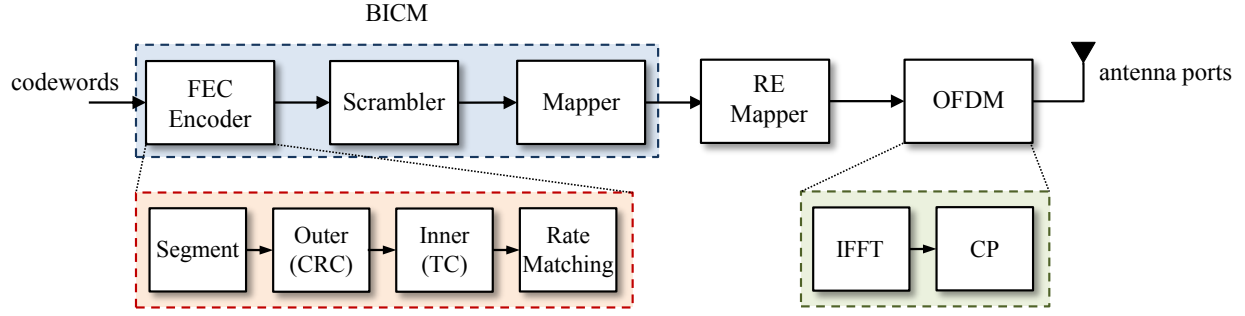 BICM
codewords
FEC
Encoder
Scrambler
Mapper
RE
Mapper
OFDM
antenna ports
Segment
Outer
(CRC)
Inner
(TC)
Rate
Matching
IFFT
CP